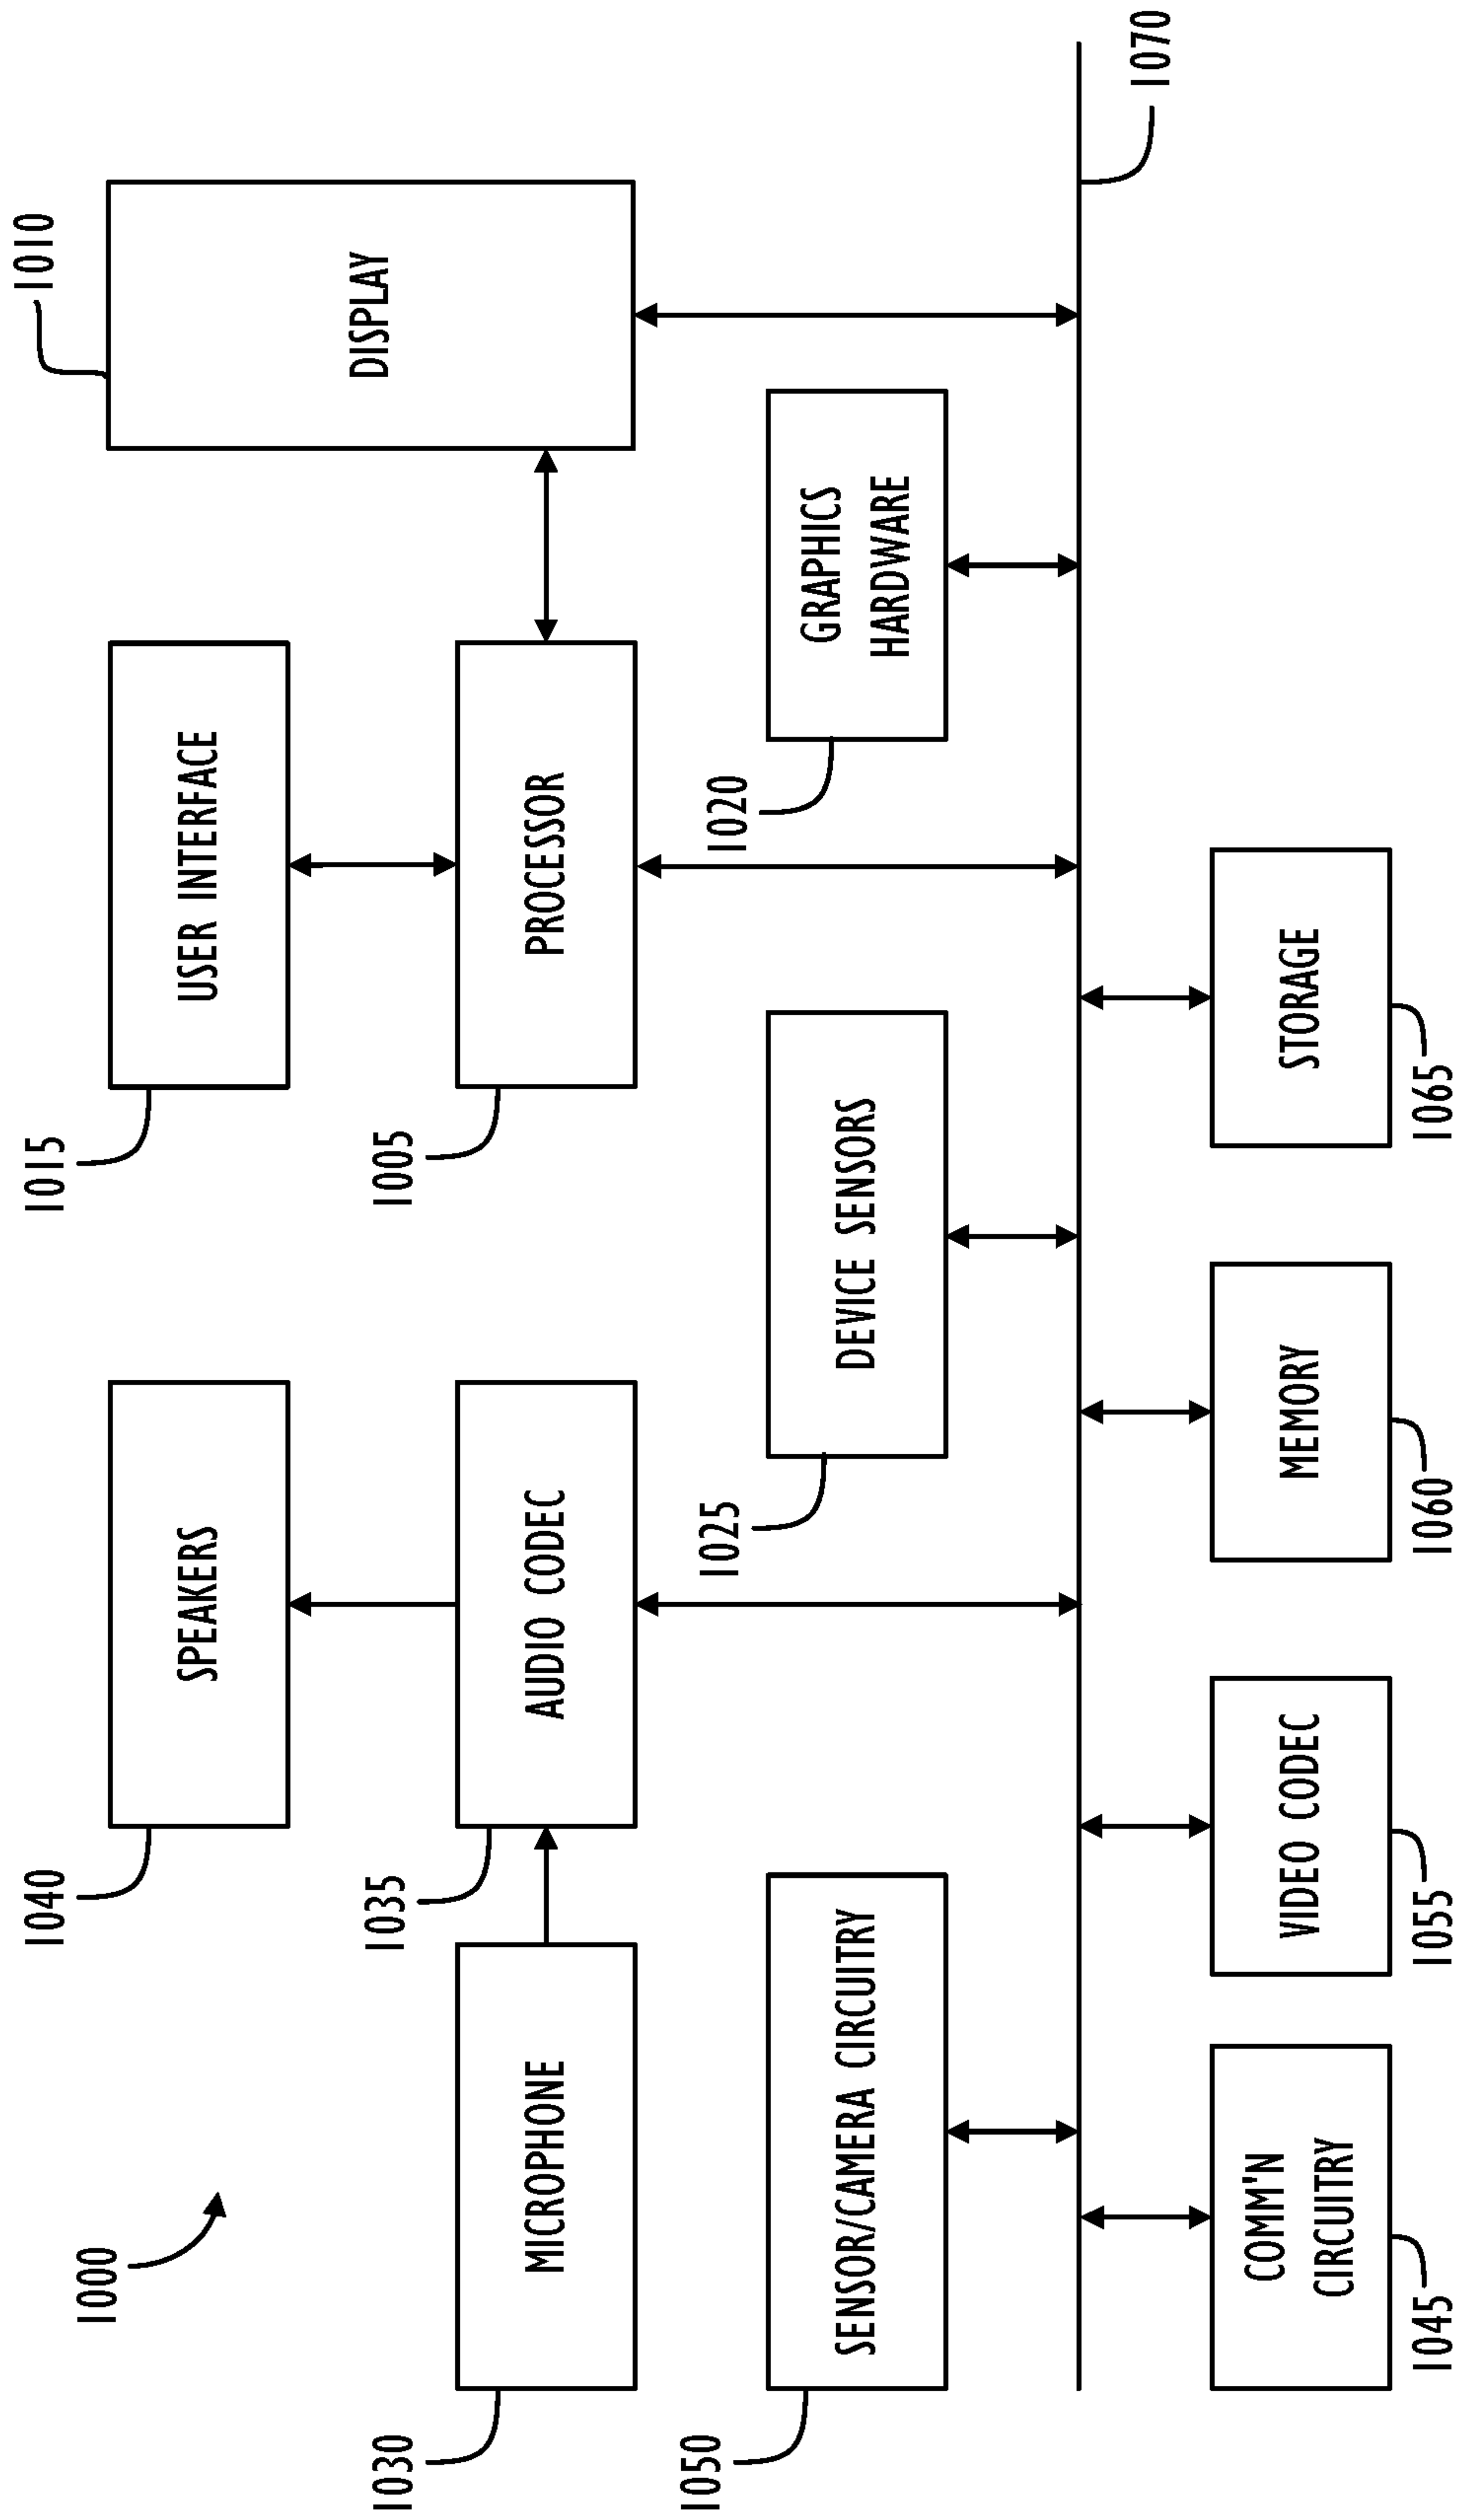 1000
1040
SPEAKERS
1015
USER INTERFACE
1010
DISPLAY
1030
MICROPHONE
1035
AUDIO CODEC
1005
PROCESSOR
1050
SENSOR/CAMERA CIRCUITRY
1025
DEVICE SENSORS
1020
GRAPHICS
HARDWARE
1070
COMM'N
CIRCUITRY
1045
VIDEO CODEC
1055
MEMORY
1060
STORAGE
1065